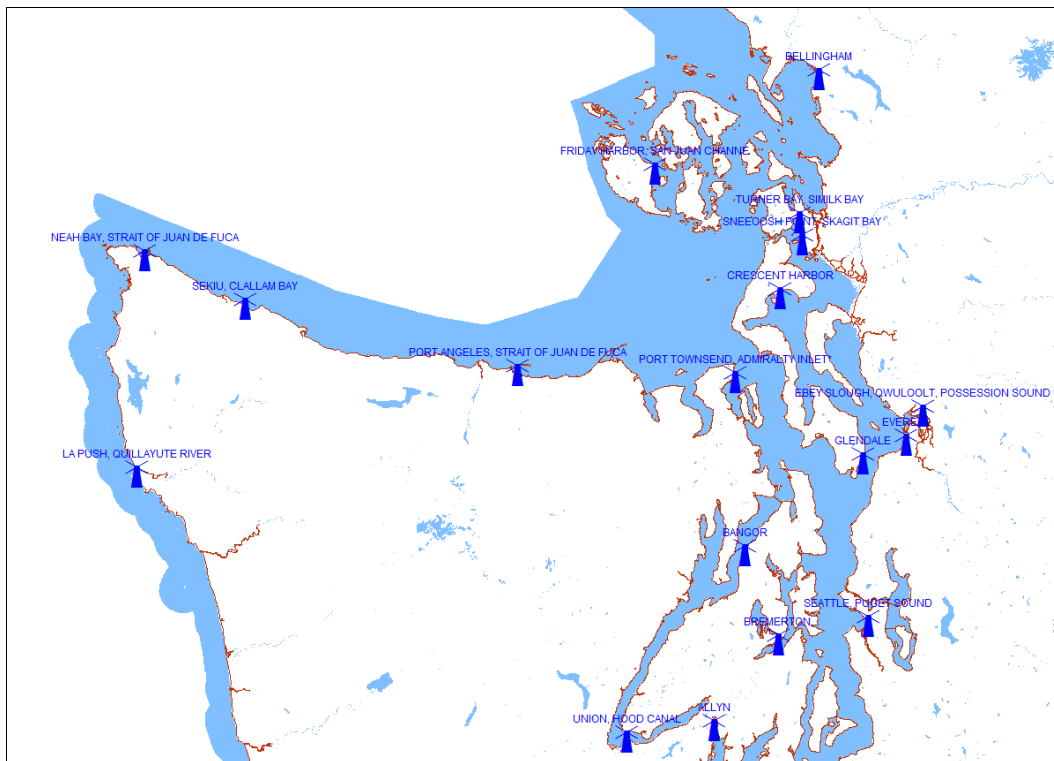 BELLINGHAM
FRIDAY HARBOR, SAN JUAN CHANNE
TURNER BAY, SIMILK BAY
SNEEOOSH POINT, SKAGIT BAY
NEAH BAY, STRAIT OF JUAN DE FUCA
CRESCENT HARBOR
SEKIU, CLALLAM BAY
PORT ANGELES, STRAIT OF JUAN DE FUCA
PORT TOWNSEND, ADMIRALTY INLET
EBEY SLOUGH, QWULOOLT, POSSESSION SOUND
EVERE
GLENDALE
LA PUSH, QUILLAYUTE RIVER
BANGOR
SEATTLE, PUGET SOUND
BREMERTON
ALLYN
UNION, HOOD CANAL